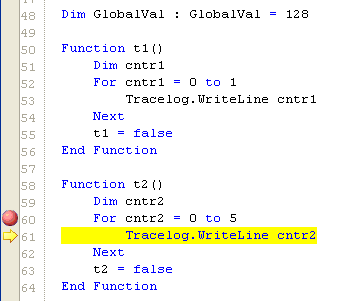 48 Dim GlobalVal : GlobalVal = 128
49
50 Function t1()
51 Dim cntr1
52 For cntr1 = 0 to 1
53 Tracelog.WriteLine cntr1
54 Next
55 t1 = false
56 End Function
57
58 Function t2()
59 Dim cntr2
60 For cntr2 = 0 to 5
61 Tracelog.WriteLine cntr2
62 Next
63 t2 = false
64 End Function